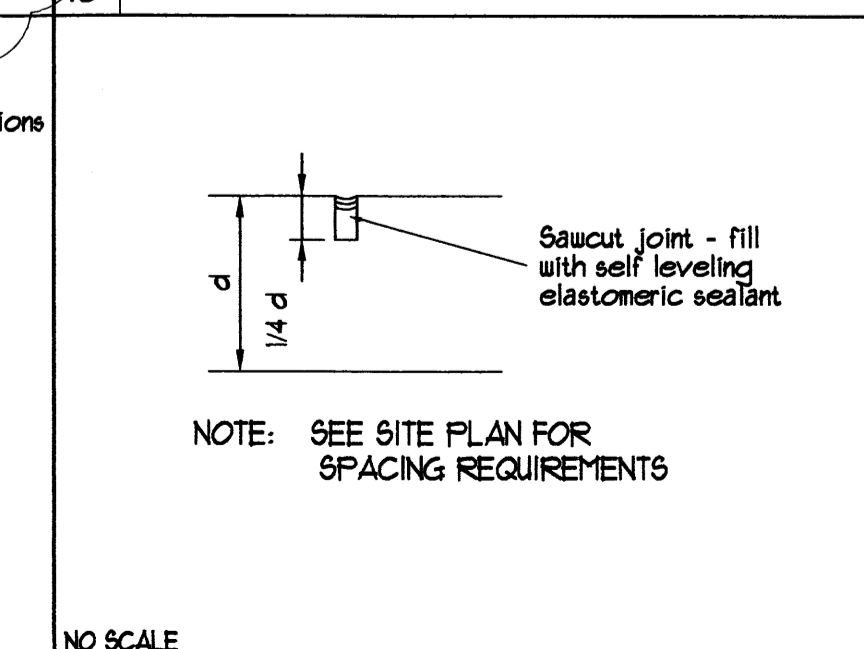 ions
d
1/4 d
Sawcut joint - fill
with self leveling
elastomeric sealant
NOTE: SEE SITE PLAN FOR
SPACING REQUIREMENTS
NO SCALE